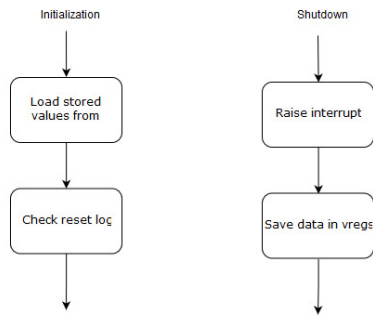 Initialization
Load stored
values from
Check reset log
Shutdown
Raise interrupt
Save data in vregs